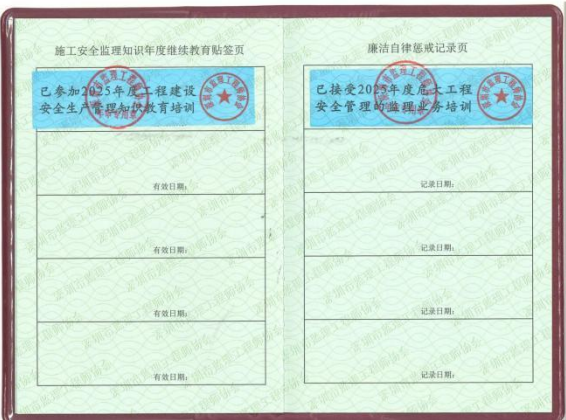 施工安全监理知识年度继续教育贴签页
已参加2025年度工程建设
安全生产管理知识教育培训
有效日期:
有效日期:
有效日期:
有效日期:
廉洁自律惩戒记录页
已接受2025年度危大工程
安全管理的监理业务培训
记录日期:
记录日期:
记录日期:
记录日期: